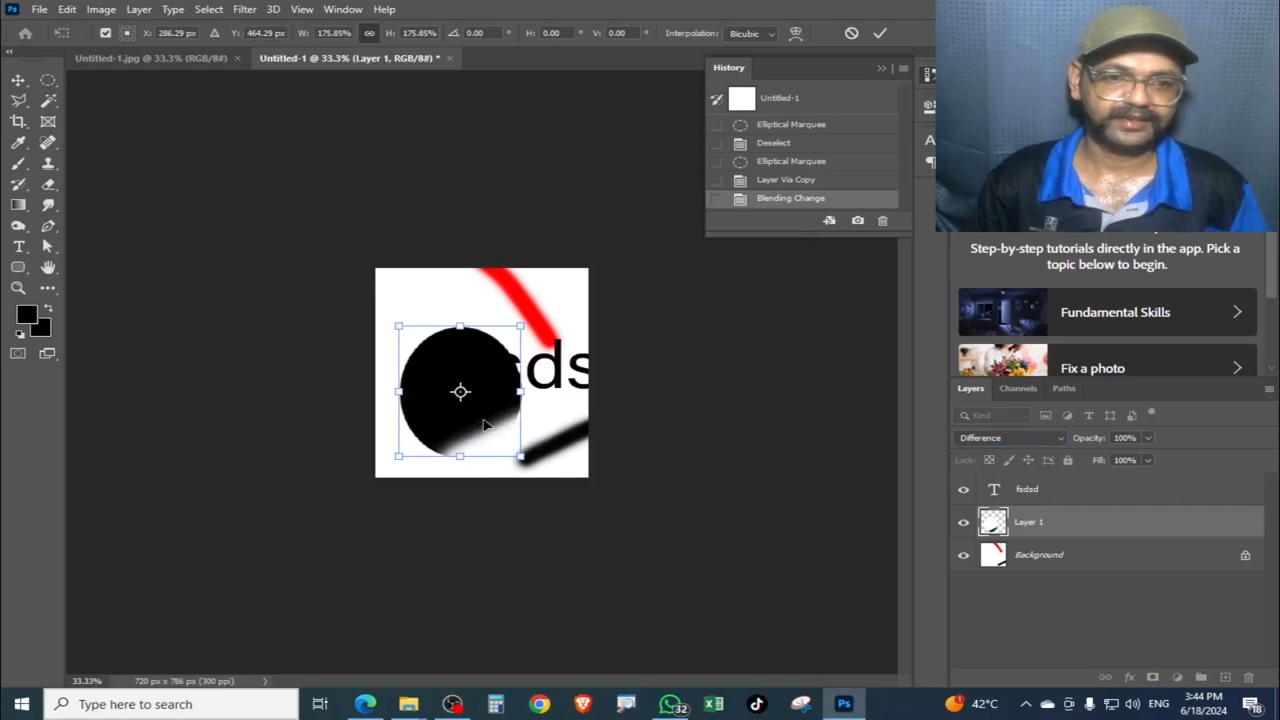 Ps File Edit Image Layer Type Select Filter 3D View Window Help
X: 286.29 px Y: 464.29 px W: 175.85% H: 175.85% 0.00 ° H: 0.00 ° V: 0.00 ° Interpolation: Bicubic
Untitled-1.jpg @ 33.3% (RGB/8#) × Untitled-1 @ 33.3% (Layer 1, RGB/8#) * ×
History
Untitled-1
Elliptical Marquee
Deselect
Elliptical Marquee
Layer Via Copy
Blending Change
Step-by-step tutorials directly in the app. Pick a
topic below to begin.
Fundamental Skills
Fix a photo
sds
Layers Channels Paths
Kind
Difference Opacity: 100%
Lock: Fill: 100%
T fsdsd
Layer 1
Background
33.33% 720 px x 786 px (300 ppi)
Type here to search
32
Ps
1 42°C
ENG
3:44 PM
6/18/2024
18